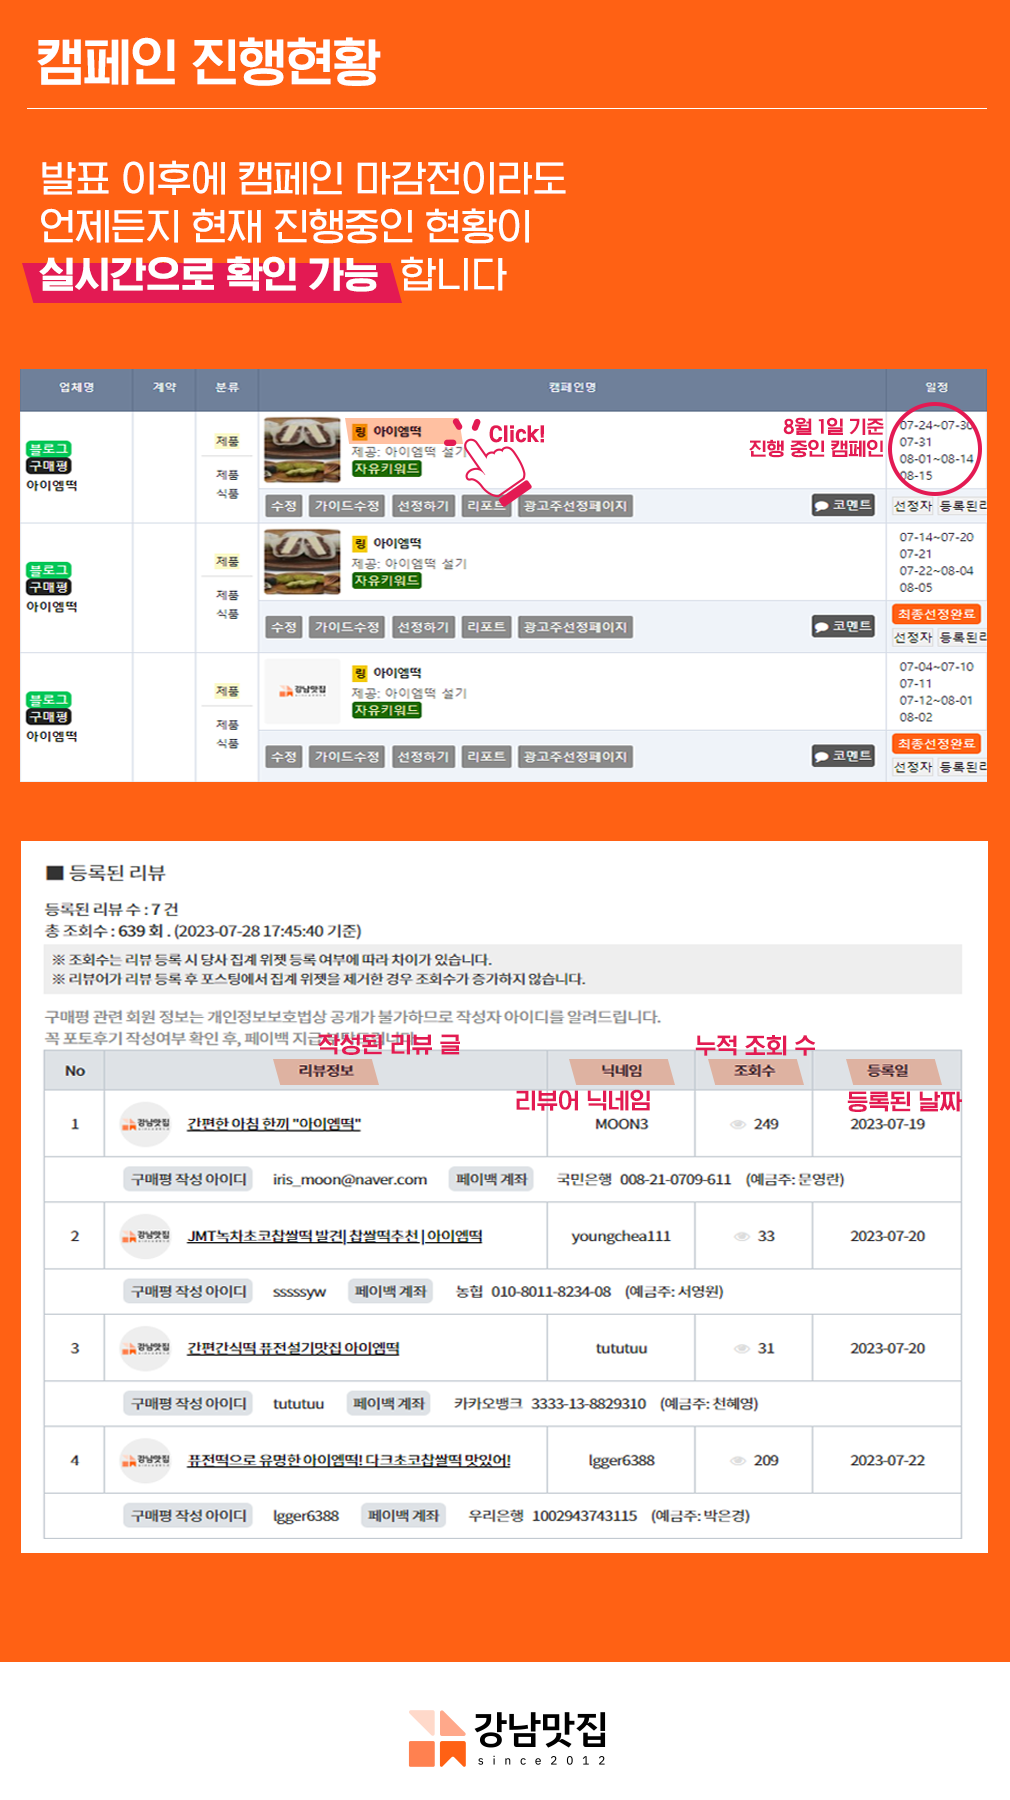 캠페인 진행현황
발표 이후에 캠페인 마감전이라도
언제든지 현재 진행중인 현황이
실시간으로 확인 가능 합니다
업체명 계약 분류 캠페인명 일정
블로그
구매평
아이엠떡
제품
제품
식품
링 아이엠떡
제공: 아이엠떡 설기
자유키워드
Click!
8월 1일 기준
진행 중인 캠페인
07-24~07-30
07-31
08-01~08-14
08-15
수정 가이드수정 선정하기 리포트 광고주선정페이지 코멘트 선정자 등록된리
블로그
구매평
아이엠떡
제품
제품
식품
링 아이엠떡
제공: 아이엠떡 설기
자유키워드
07-14~07-20
07-21
07-22~08-04
08-05
수정 가이드수정 선정하기 리포트 광고주선정페이지 코멘트
최종선정완료
선정자 등록된리
블로그
구매평
아이엠떡
제품
제품
식품
강남맛집
링 아이엠떡
제공: 아이엠떡 설기
자유키워드
07-04~07-10
07-11
07-12~08-01
08-02
수정 가이드수정 선정하기 리포트 광고주선정페이지 코멘트
최종선정완료
선정자 등록된리
■ 등록된 리뷰
등록된 리뷰 수 : 7 건
총 조회수 : 639 회 . (2023-07-28 17:45:40 기준)
※ 조회수는 리뷰 등록 시 당사 집계 위젯 등록 여부에 따라 차이가 있습니다.
※ 리뷰어가 리뷰 등록 후 포스팅에서 집계 위젯을 제거한 경우 조회수가 증가하지 않습니다.
구매평 관련 회원 정보는 개인정보보호법상 공개가 불가하므로 작성자 아이디를 알려드립니다.
꼭 포토후기 작성여부 확인 후, 페이백 지급
작성된 리뷰 글
누적 조회 수
No 리뷰정보 닉네임 조회수 등록일
리뷰어 닉네임
등록된 날짜
1 강남맛집 간편한 아침 한끼 "아이엠떡" MOON3 249 2023-07-19
구매평 작성 아이디 iris_moon@naver.com 페이백 계좌 국민은행 008-21-0709-611 (예금주: 문영란)
2 강남맛집 JMT녹차초코찹쌀떡 발견| 찹쌀떡추천 | 아이엠떡 youngchea111 33 2023-07-20
구매평 작성 아이디 sssssyw 페이백 계좌 농협 010-8011-8234-08 (예금주: 서영원)
3 강남맛집 간편간식떡 퓨전설기맛집 아이엠떡 tututuu 31 2023-07-20
구매평 작성 아이디 tututuu 페이백 계좌 카카오뱅크 3333-13-8829310 (예금주: 천혜영)
4 강남맛집 퓨전떡으로 유명한 아이엠떡! 다크초코찹쌀떡 맛있어! lgger6388 209 2023-07-22
구매평 작성 아이디 lgger6388 페이백 계좌 우리은행 1002943743115 (예금주: 박은경)
강남맛집
since2012